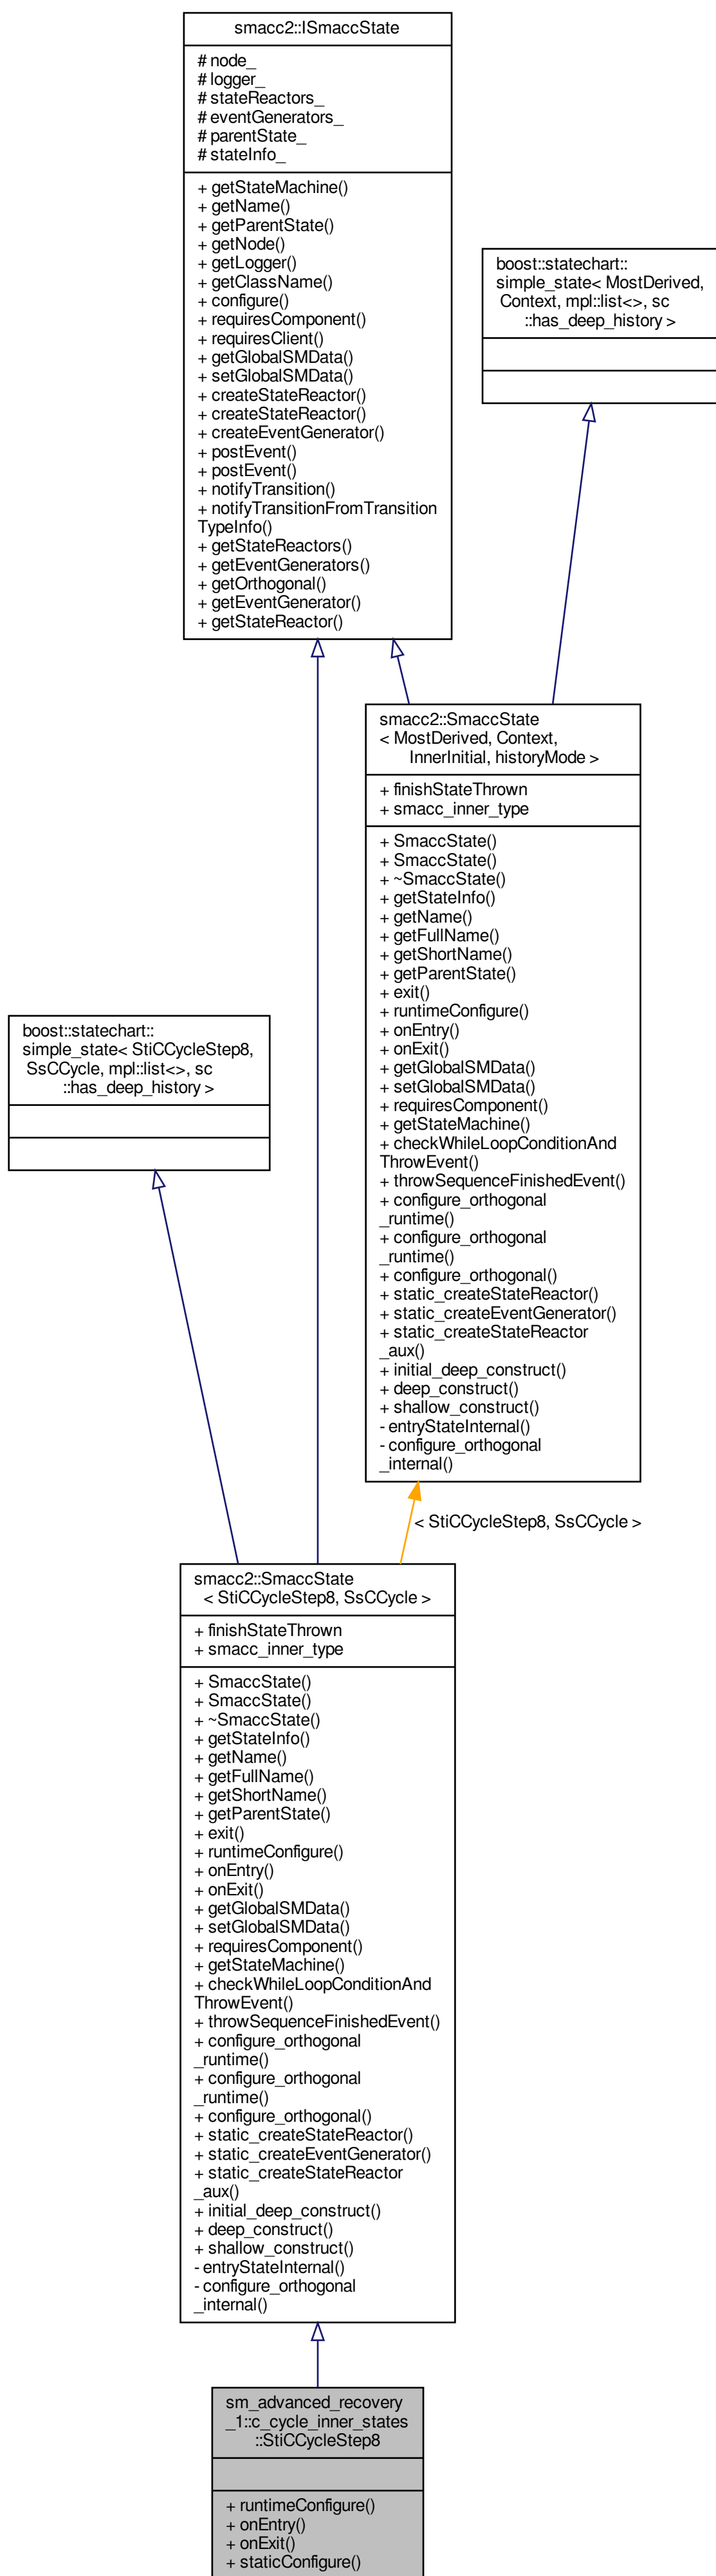 smacc2::ISmaccState
# node_
# logger_
# stateReactors_
# eventGenerators_
# parentState_
# stateInfo_
+ getStateMachine()
+ getName()
+ getParentState()
+ getNode()
+ getLogger()
+ getClassName()
+ configure()
+ requiresComponent()
+ requiresClient()
+ getGlobalSMData()
+ setGlobalSMData()
+ createStateReactor()
+ createStateReactor()
+ createEventGenerator()
+ postEvent()
+ postEvent()
+ notifyTransition()
+ notifyTransitionFromTransition
TypeInfo()
+ getStateReactors()
+ getEventGenerators()
+ getOrthogonal()
+ getEventGenerator()
+ getStateReactor()
boost::statechart::
simple_state< MostDerived,
Context, mpl::list<>, sc
::has_deep_history >
smacc2::SmaccState
< MostDerived, Context,
InnerInitial, historyMode >
+ finishStateThrown
+ smacc_inner_type
+ SmaccState()
+ SmaccState()
+ ~SmaccState()
+ getStateInfo()
+ getName()
+ getFullName()
+ getShortName()
+ getParentState()
+ exit()
+ runtimeConfigure()
+ onEntry()
+ onExit()
+ getGlobalSMData()
+ setGlobalSMData()
+ requiresComponent()
+ getStateMachine()
+ checkWhileLoopConditionAnd
ThrowEvent()
+ throwSequenceFinishedEvent()
+ configure_orthogonal
_runtime()
+ configure_orthogonal
_runtime()
+ configure_orthogonal()
+ static_createStateReactor()
+ static_createEventGenerator()
+ static_createStateReactor
_aux()
+ initial_deep_construct()
+ deep_construct()
+ shallow_construct()
- entryStateInternal()
- configure_orthogonal
_internal()
boost::statechart::
simple_state< StiCCycleStep8,
SsCCycle, mpl::list<>, sc
::has_deep_history >
< StiCCycleStep8, SsCCycle >
smacc2::SmaccState
< StiCCycleStep8, SsCCycle >
+ finishStateThrown
+ smacc_inner_type
+ SmaccState()
+ SmaccState()
+ ~SmaccState()
+ getStateInfo()
+ getName()
+ getFullName()
+ getShortName()
+ getParentState()
+ exit()
+ runtimeConfigure()
+ onEntry()
+ onExit()
+ getGlobalSMData()
+ setGlobalSMData()
+ requiresComponent()
+ getStateMachine()
+ checkWhileLoopConditionAnd
ThrowEvent()
+ throwSequenceFinishedEvent()
+ configure_orthogonal
_runtime()
+ configure_orthogonal
_runtime()
+ configure_orthogonal()
+ static_createStateReactor()
+ static_createEventGenerator()
+ static_createStateReactor
_aux()
+ initial_deep_construct()
+ deep_construct()
+ shallow_construct()
- entryStateInternal()
- configure_orthogonal
_internal()
sm_advanced_recovery
_1::c_cycle_inner_states
::StiCCycleStep8
+ runtimeConfigure()
+ onEntry()
+ onExit()
+ staticConfigure()